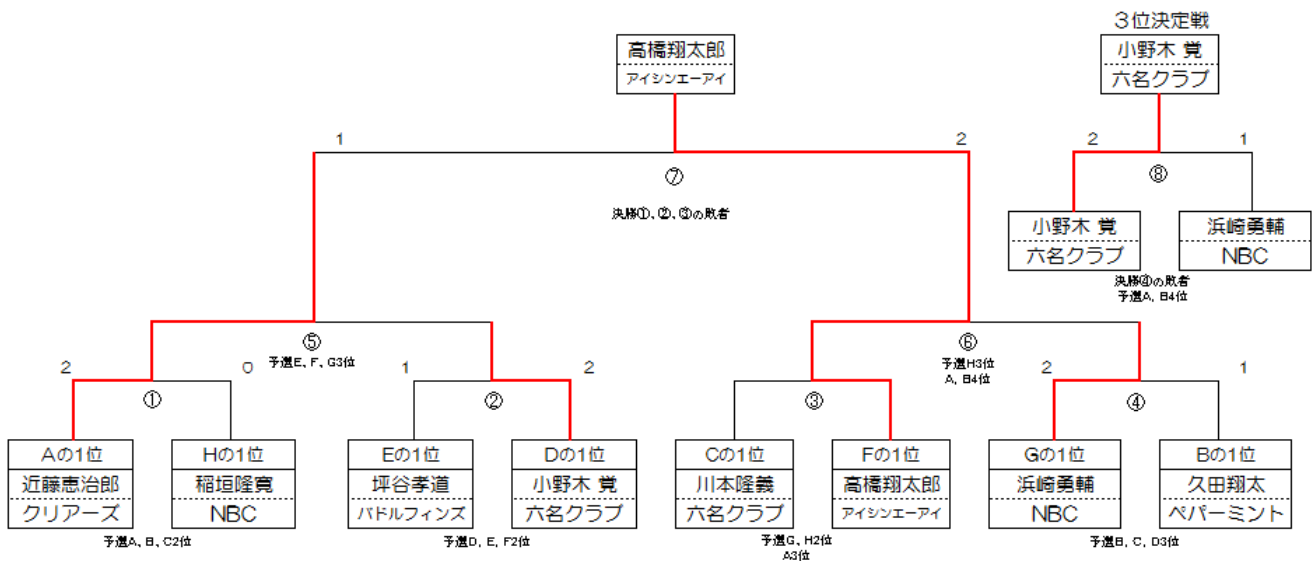 3位決定戦
高橋翔太郎
アイシンエーアイ
小野木 覚
六名クラブ
1
2
2
1
⑦
⑧
決勝①、②、③の敗者
小野木 覚
六名クラブ
浜崎勇輔
NBC
決勝④の敗者
予選A、B4位
⑤
予選E、F、G3位
⑥
予選H3位
A、B4位
2
0
1
2
2
1
①
②
③
④
Aの1位
近藤恵治郎
クリアーズ
Hの1位
稲垣隆寛
NBC
Eの1位
坪谷孝道
バドルフィンズ
Dの1位
小野木 覚
六名クラブ
Cの1位
川本隆義
六名クラブ
Fの1位
高橋翔太郎
アイシンエーアイ
Gの1位
浜崎勇輔
NBC
Bの1位
久田翔太
ペパーミント
予選A、B、C2位
予選D、E、F2位
予選G、H2位
A3位
予選B、C、D3位